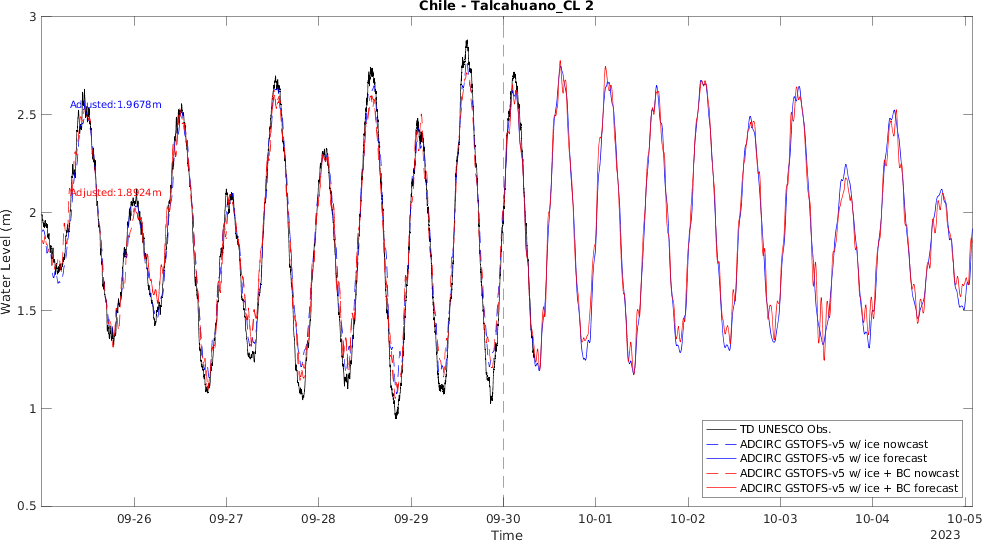 Chile - Talcahuano_CL 2
3
2.5
2
1.5
1
0.5
Water Level (m)
Adjusted:1.9678m
Adjusted:1.8924m
TD UNESCO Obs.
ADCIRC GSTOFS-v5 w/ ice nowcast
ADCIRC GSTOFS-v5 w/ ice forecast
ADCIRC GSTOFS-v5 w/ ice + BC nowcast
ADCIRC GSTOFS-v5 w/ ice + BC forecast
09-26 09-27 09-28 09-29 09-30 10-01 10-02 10-03 10-04 10-05
Time
2023